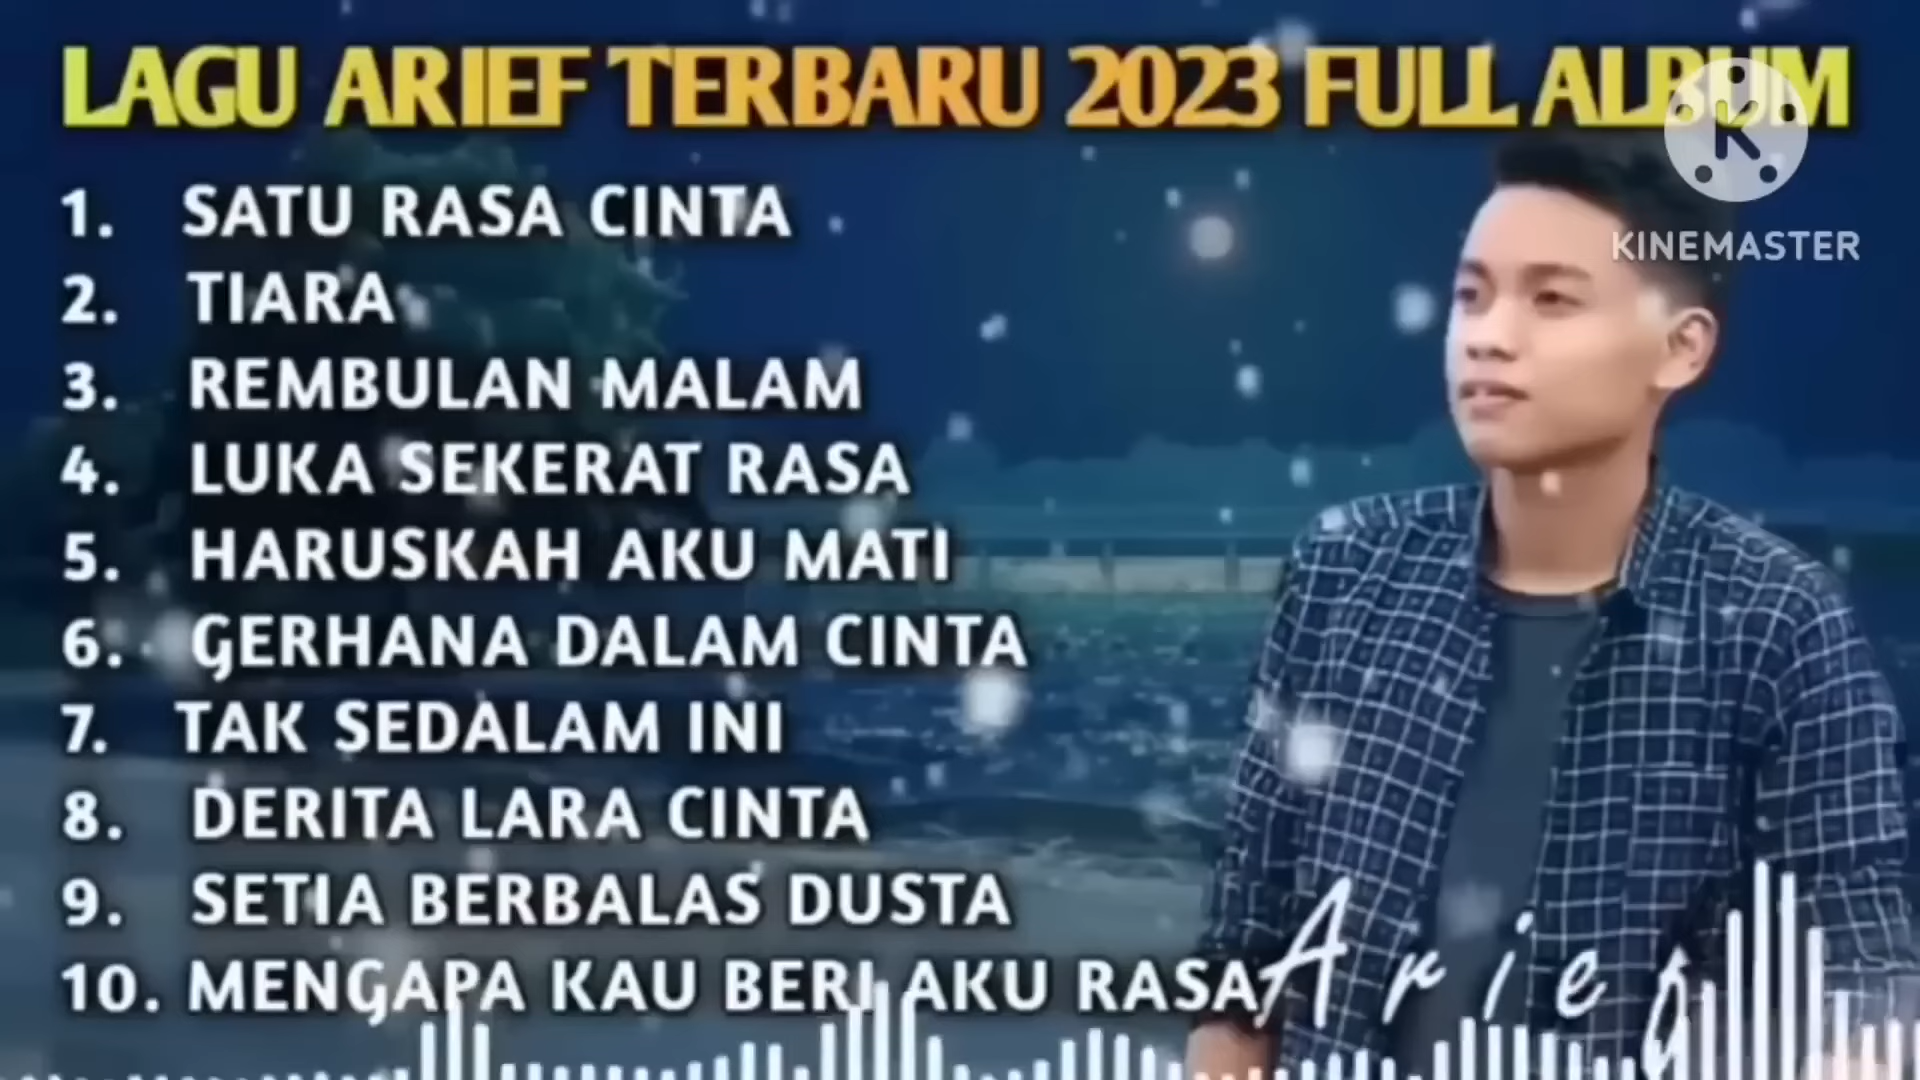 LAGU ARIEF TERBARU 2023 FULL ALBUM
K
KINEMASTER
1. SATU RASA CINTA
2. TIARA
3. REMBULAN MALAM
4. LUKA SEKERAT RASA
5. HARUSKAH AKU MATI
6. GERHANA DALAM CINTA
7. TAK SEDALAM INI
8. DERITA LARA CINTA
9. SETIA BERBALAS DUSTA
10. MENGAPA KAU BERI AKU RASA
Arief